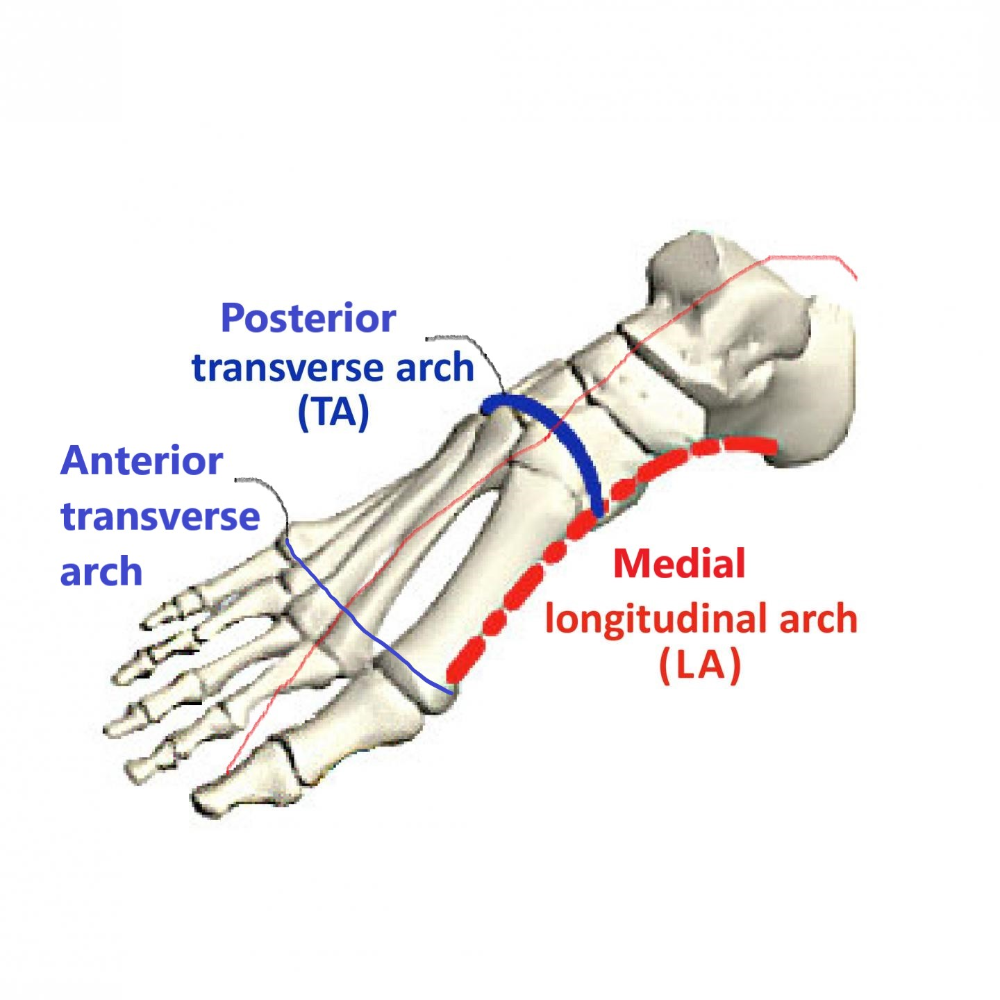 Posterior
transverse arch
(TA)
Anterior
transverse
arch
Medial
longitudinal arch
(LA)